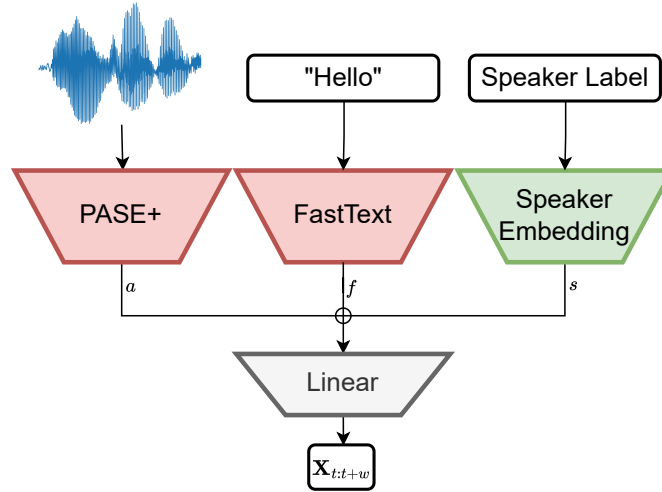 "Hello"
Speaker Label
PASE+
FastText
Speaker
Embedding
a
f
s
Linear
X_{t:t+w}